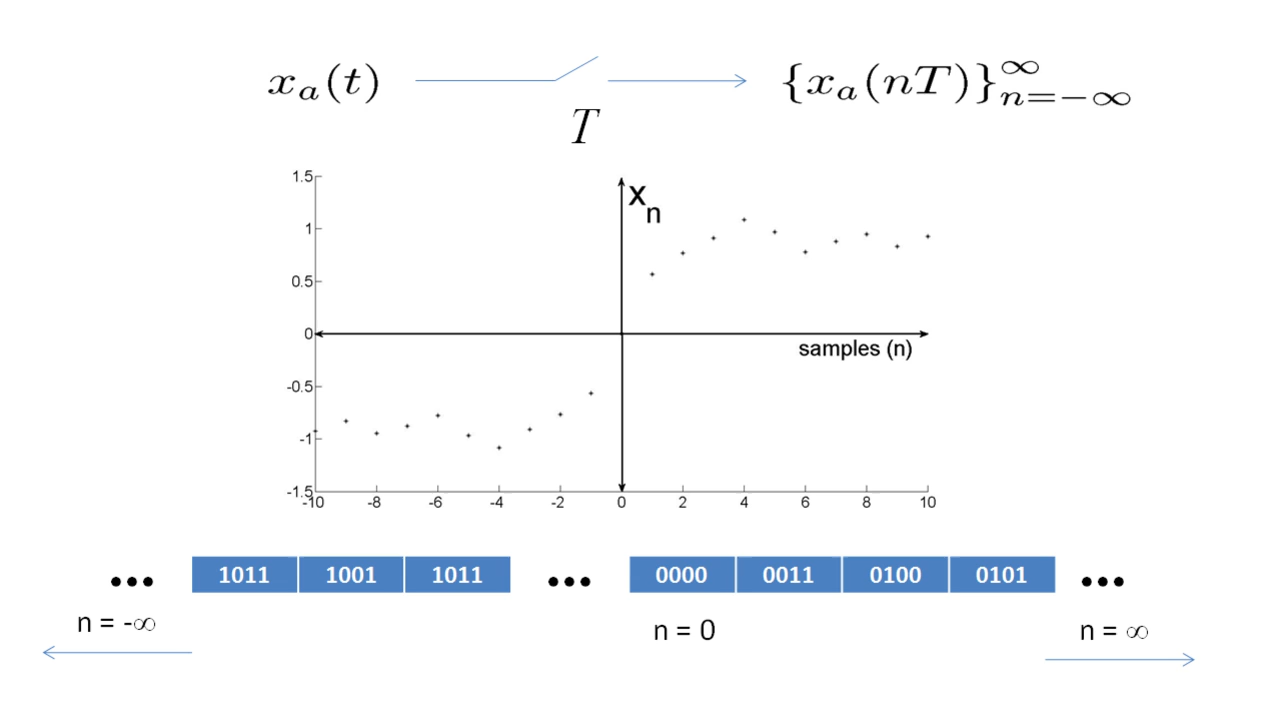 x_a(t) {x_a(nT)}_{n=-∞}^{∞}
T
1.5
1
0.5
0
-0.5
-1
-1.5
x_n
samples (n)
-10 -8 -6 -4 -2 0 2 4 6 8 10
••• 1011 1001 1011 ••• 0000 0011 0100 0101 •••
n = -∞ n = 0 n = ∞